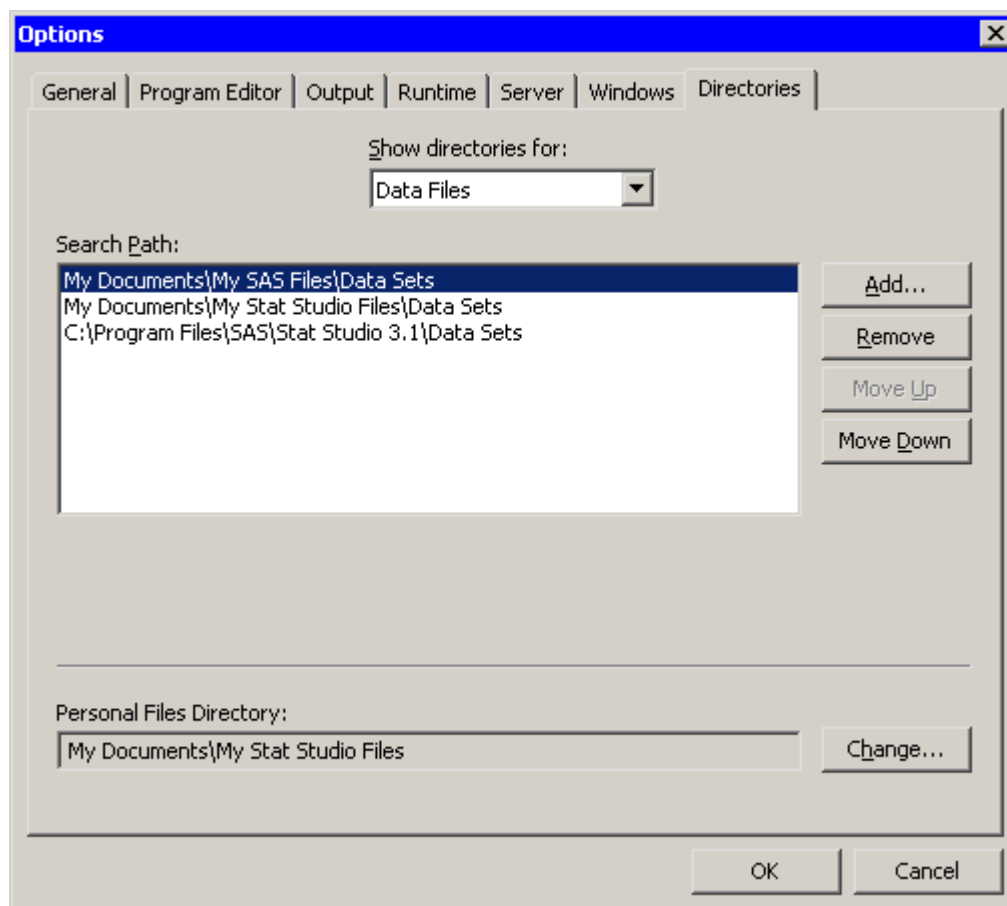 Options
General
Program Editor
Output
Runtime
Server
Windows
Directories
Show directories for:
Data Files
Search Path:
My Documents\My SAS Files\Data Sets
My Documents\My Stat Studio Files\Data Sets
C:\Program Files\SAS\Stat Studio 3.1\Data Sets
Add...
Remove
Move Up
Move Down
Personal Files Directory:
My Documents\My Stat Studio Files
Change...
OK
Cancel